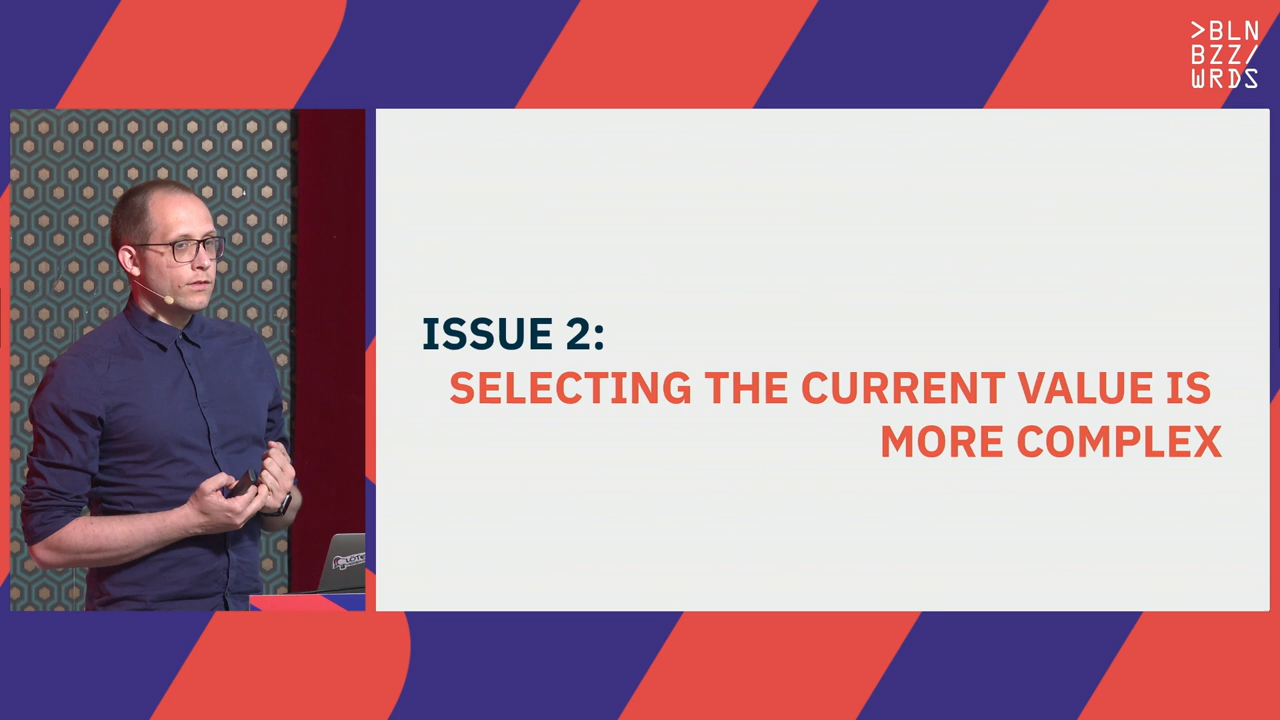 >BLN
BZZ/
WRDS
ISSUE 2:
SELECTING THE CURRENT VALUE IS
MORE COMPLEX